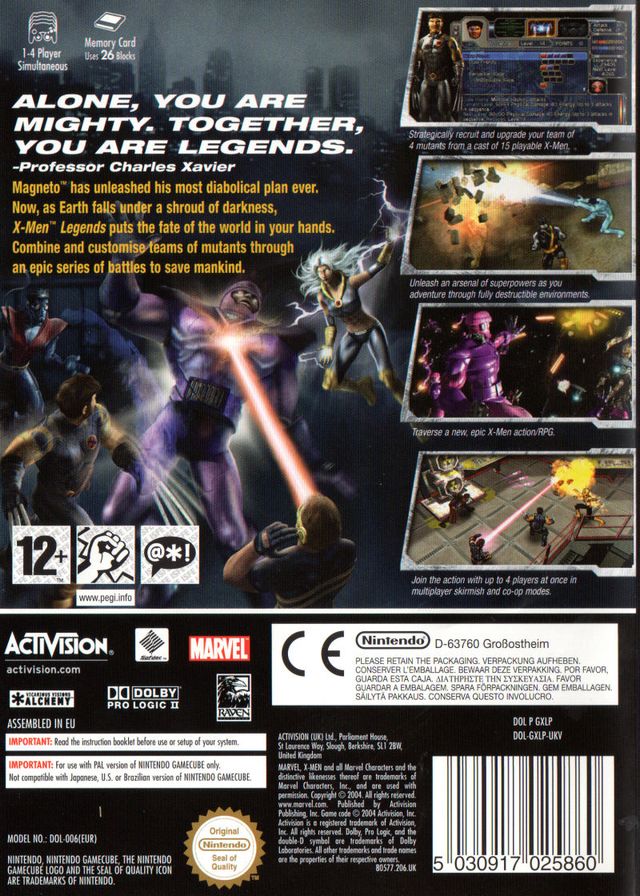 1-4 Player
Simultaneous
Memory Card
Uses 26 Blocks
ALONE, YOU ARE
MIGHTY. TOGETHER,
YOU ARE LEGENDS.
-Professor Charles Xavier
Magneto™ has unleashed his most diabolical plan ever.
Now, as Earth falls under a shroud of darkness,
X-Men™ Legends puts the fate of the world in your hands.
Combine and customise teams of mutants through
an epic series of battles to save mankind.
Strategically recruit and upgrade your team of
4 mutants from a cast of 15 playable X-Men.
Unleash an arsenal of superpowers as you
adventure through fully destructible environments.
Traverse a new, epic X-Men action/RPG.
Join the action with up to 4 players at once in
multiplayer skirmish and co-op modes.
12+
™
@*!
www.pegi.info
ACTIVISION®
activision.com
MARVEL
VICARIOUS VISIONS
ALCHEMY
DOLBY
PRO LOGIC II
RAVEN
ASSEMBLED IN EU
IMPORTANT: Read the instruction booklet before use or setup of your system.
IMPORTANT: For use with PAL version of NINTENDO GAMECUBE only.
Not compatible with Japanese, U.S. or Brazilian version of NINTENDO GAMECUBE.
MODEL NO.: DOL-006(EUR)
NINTENDO, NINTENDO GAMECUBE, THE NINTENDO
GAMECUBE LOGO AND THE SEAL OF QUALITY ICON
ARE TRADEMARKS OF NINTENDO.
Original
Nintendo®
Seal of
Quality
CE
Nintendo® D-63760 Großostheim
PLEASE RETAIN THE PACKAGING. VERPACKUNG AUFHEBEN.
CONSERVER L'EMBALLAGE. BEWAAR DEZE VERPAKKING. POR FAVOR,
GUARDA ESTA CAJA. ΔΙΑΤΗΡΗΣΤΕ ΤΗΝ ΣΥΣΚΕΥΑΣΙΑ. FAVOR
GUARDAR A EMBALAGEM. SPARA FÖRPACKNINGEN. GEM EMBALLAGEN.
SÄILYTÄ PAKKAUS. CONSERVA QUESTO INVOLUCRO.
DOL P GXLP
DOL-GXLP-UKV
ACTIVISION (UK) Ltd., Parliament House,
St Laurence Way, Slough, Berkshire, SL1 2BW,
United Kingdom
MARVEL, X-MEN and all Marvel Characters and the
distinctive likenesses thereof are trademarks of
Marvel Characters, Inc., and are used with
permission. Copyright © 2004. All rights reserved.
www.marvel.com. Published by Activision
Publishing, Inc. Game code © 2004 Activision, Inc.
Activision is a registered trademark of Activision,
Inc. All rights reserved. Dolby, Pro Logic, and the
double-D symbol are trademarks of Dolby
Laboratories. All other trademarks and trade names
are the properties of their respective owners.
80577.206.UK
5 030917 025860